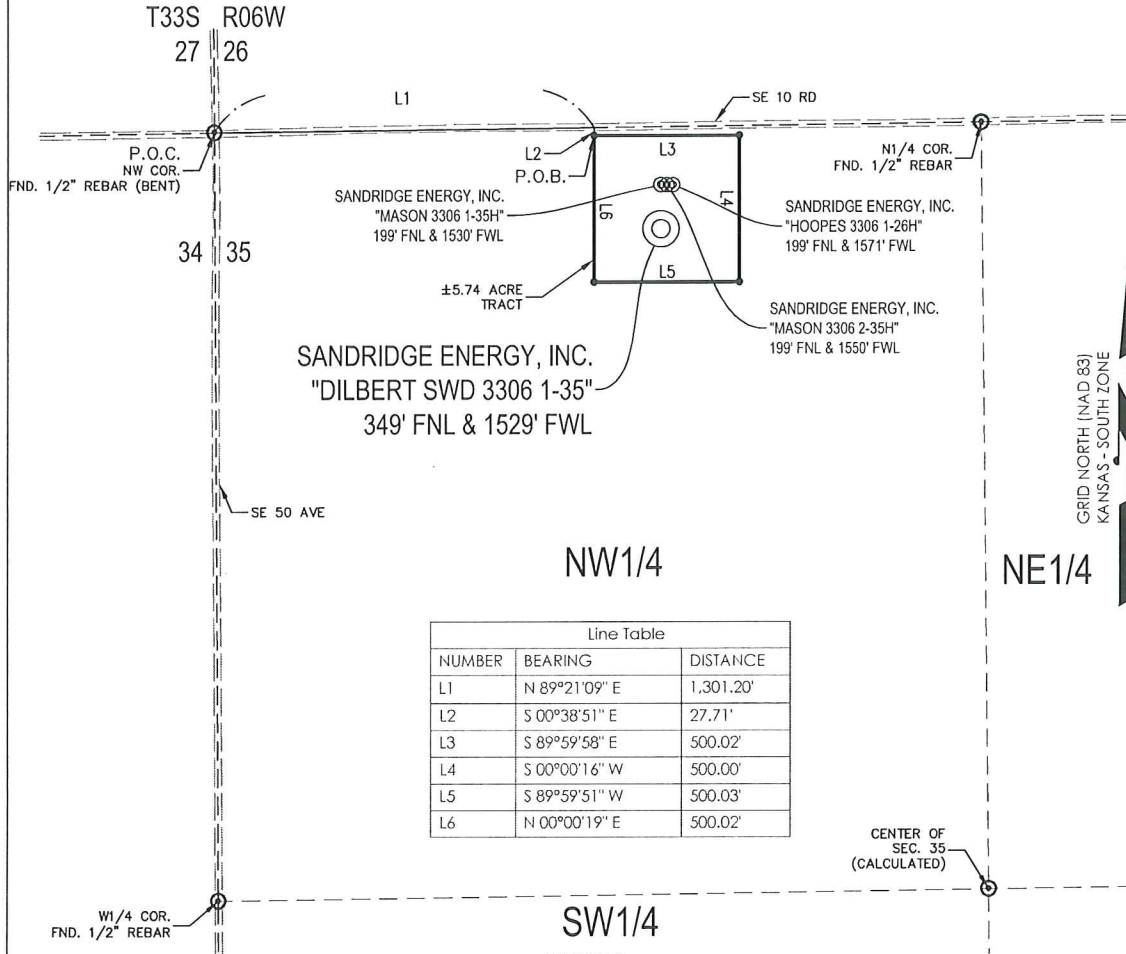 T33S R06W
27 26
L1
SE 10 RD
P.O.C.
NW COR.
FND. 1/2" REBAR (BENT)
L2
P.O.B.
L3
N1/4 COR.
FND. 1/2" REBAR
SANDRIDGE ENERGY, INC.
"MASON 3306 1-35H"
199' FNL & 1530' FWL
L6
L4
SANDRIDGE ENERGY, INC.
"HOOPES 3306 1-26H"
199' FNL & 1571' FWL
34 35
L5
±5.74 ACRE
TRACT
SANDRIDGE ENERGY, INC.
"MASON 3306 2-35H"
199' FNL & 1550' FWL
SANDRIDGE ENERGY, INC.
"DILBERT SWD 3306 1-35"
349' FNL & 1529' FWL
GRID NORTH (NAD 83)
KANSAS - SOUTH ZONE
SE 50 AVE
NW1/4
NE1/4
Line Table
NUMBER BEARING DISTANCE
L1 N 89°21'09" E 1,301.20'
L2 S 00°38'51" E 27.71'
L3 S 89°59'58" E 500.02'
L4 S 00°00'16" W 500.00'
L5 S 89°59'51" W 500.03'
L6 N 00°00'19" E 500.02'
CENTER OF
SEC. 35
(CALCULATED)
W1/4 COR.
FND. 1/2" REBAR
SW1/4